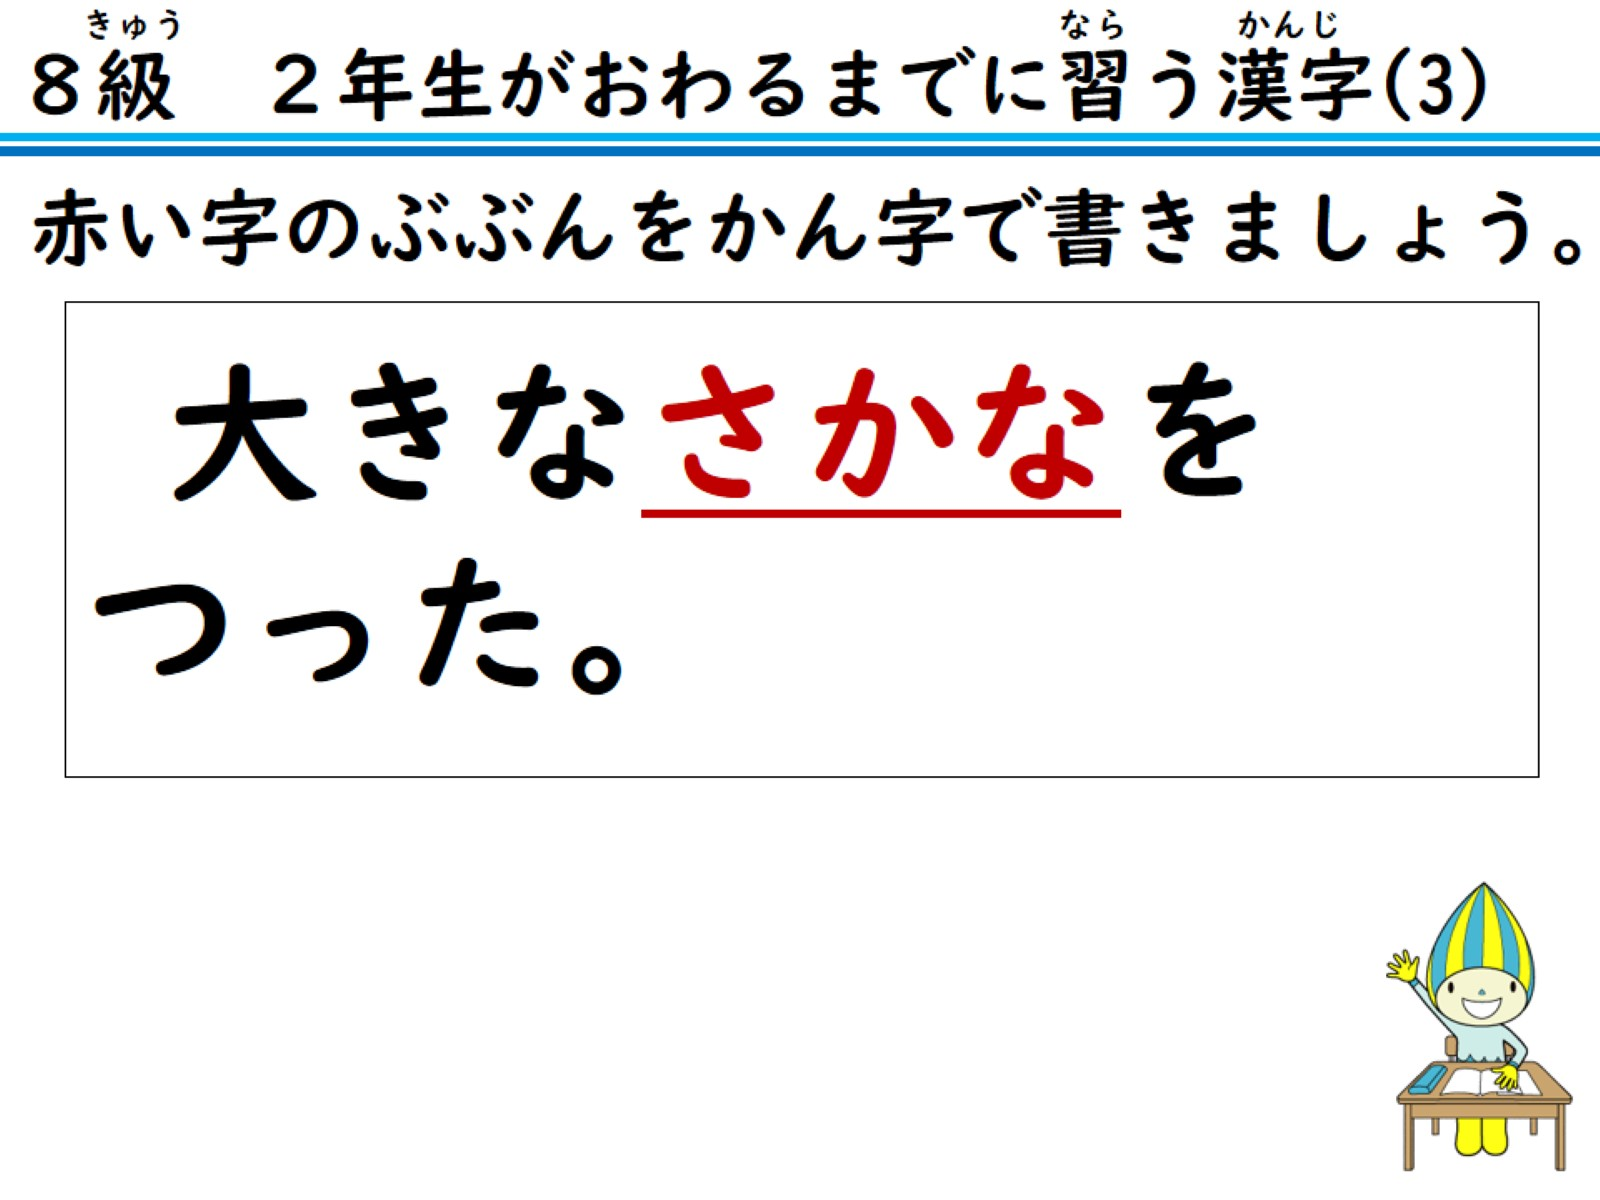 きゅう なら かんじ
８級　２年生がおわるまでに習う漢字(3)
赤い字のぶぶんをかん字で書きましょう。
大きなさかなを
つった。